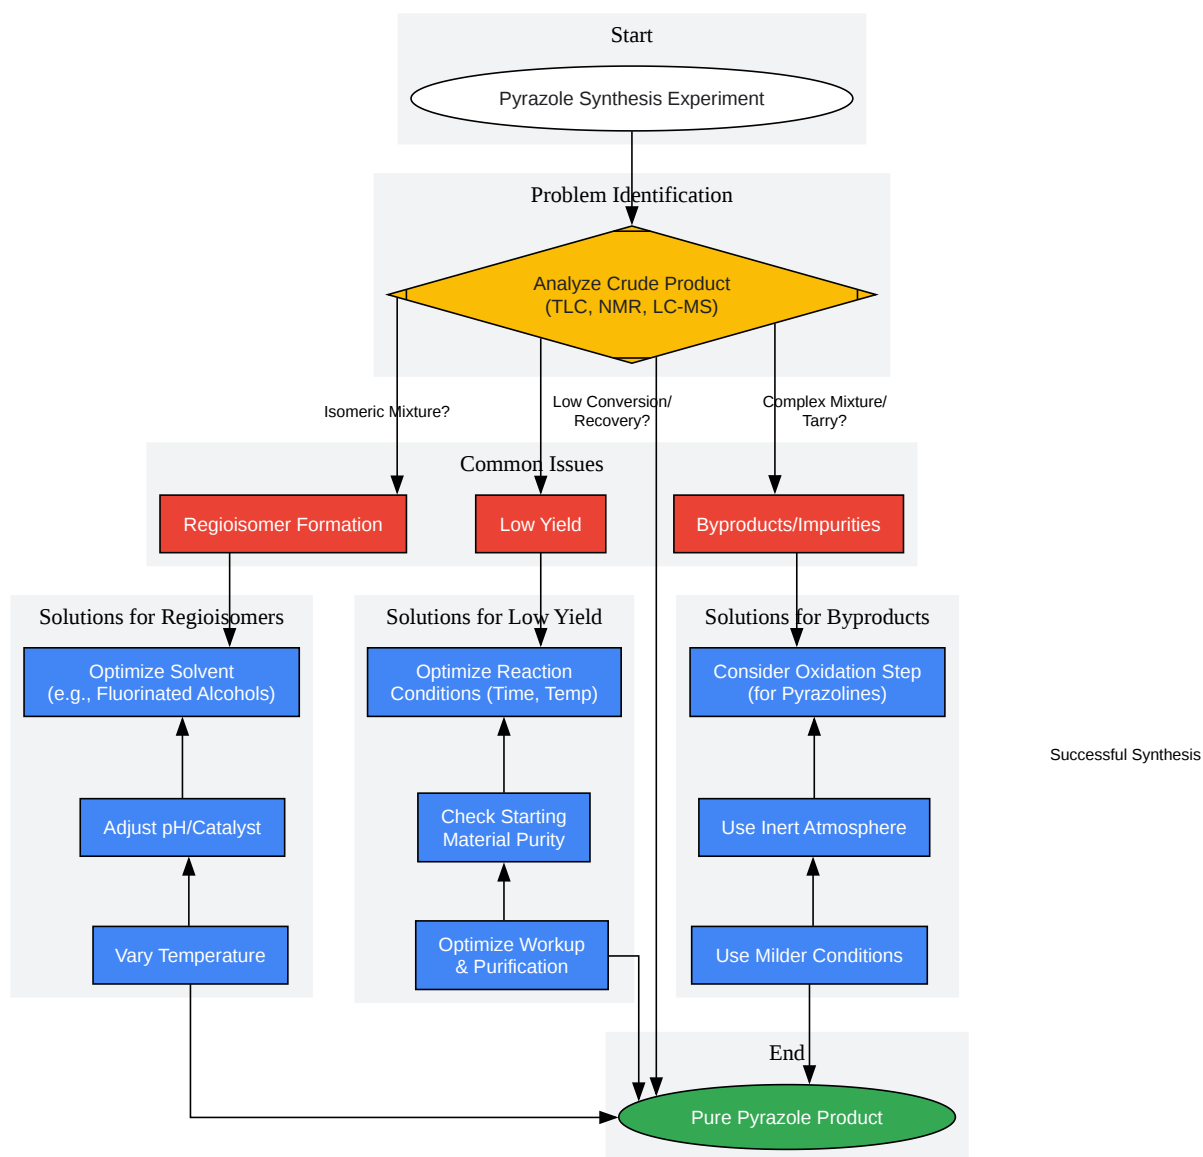 Start
Pyrazole Synthesis Experiment
Problem Identification
Analyze Crude Product
(TLC, NMR, LC-MS)
Isomeric Mixture?
Low Conversion/
Recovery?
Complex Mixture/
Tarry?
Common Issues
Regioisomer Formation
Low Yield
Byproducts/Impurities
Solutions for Regioisomers
Optimize Solvent
(e.g., Fluorinated Alcohols)
Adjust pH/Catalyst
Vary Temperature
Solutions for Low Yield
Optimize Reaction
Conditions (Time, Temp)
Check Starting
Material Purity
Optimize Workup
& Purification
Solutions for Byproducts
Consider Oxidation Step
(for Pyrazolines)
Use Inert Atmosphere
Use Milder Conditions
Successful Synthesis
End
Pure Pyrazole Product